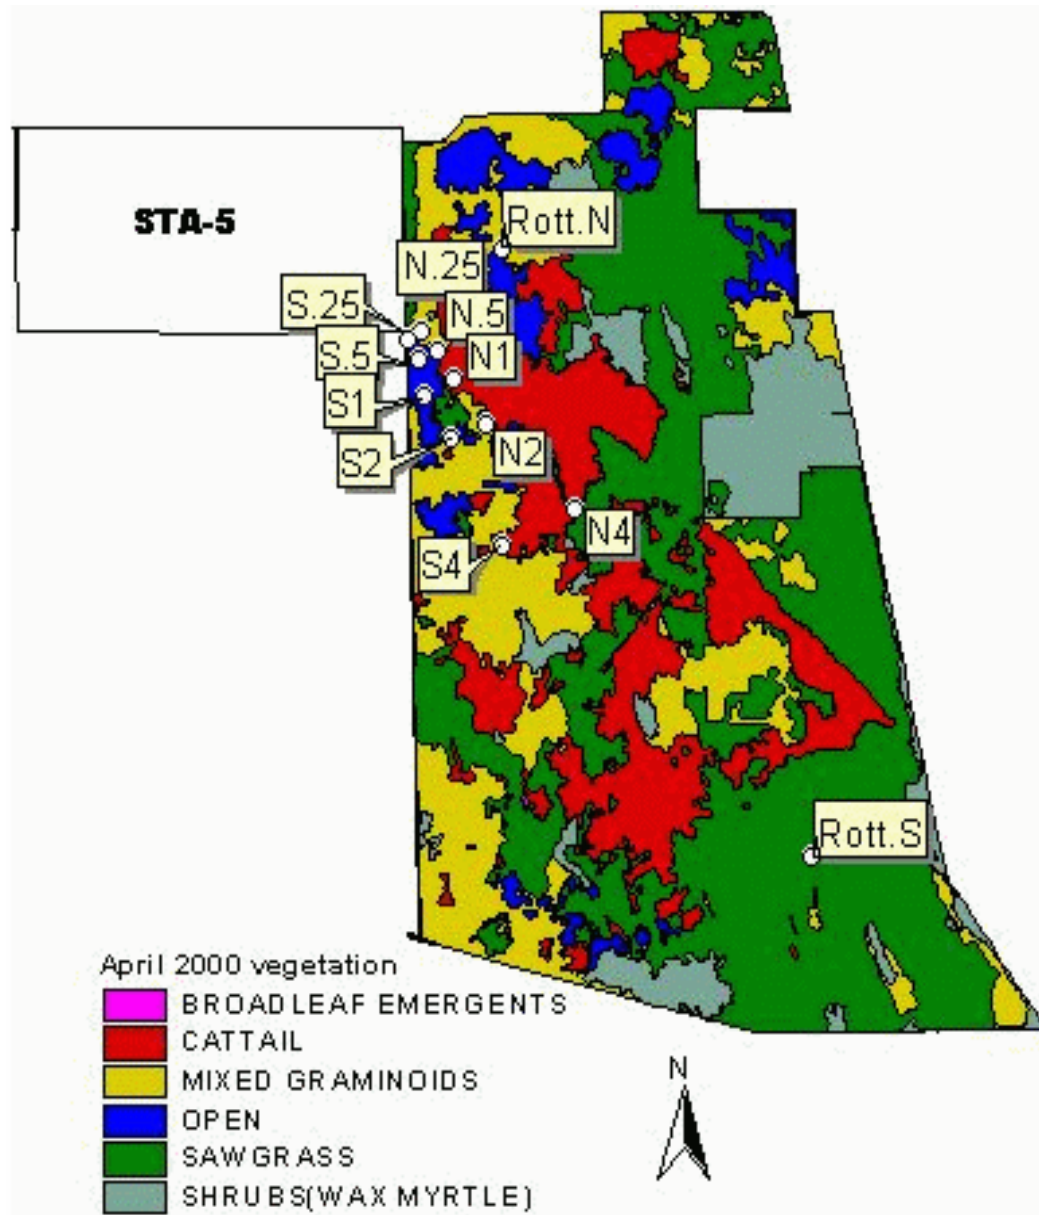 STA-5
Rott.N
N.25
S.25
N.5
S.5
N1
S1
S2
N2
N4
S4
Rott.S
April 2000 vegetation
BROADLEAF EMERGENTS
CATTAIL
MIXED GRAMINOIDS
OPEN
SAWGRASS
SHRUBS(WAX MYRTLE)
N